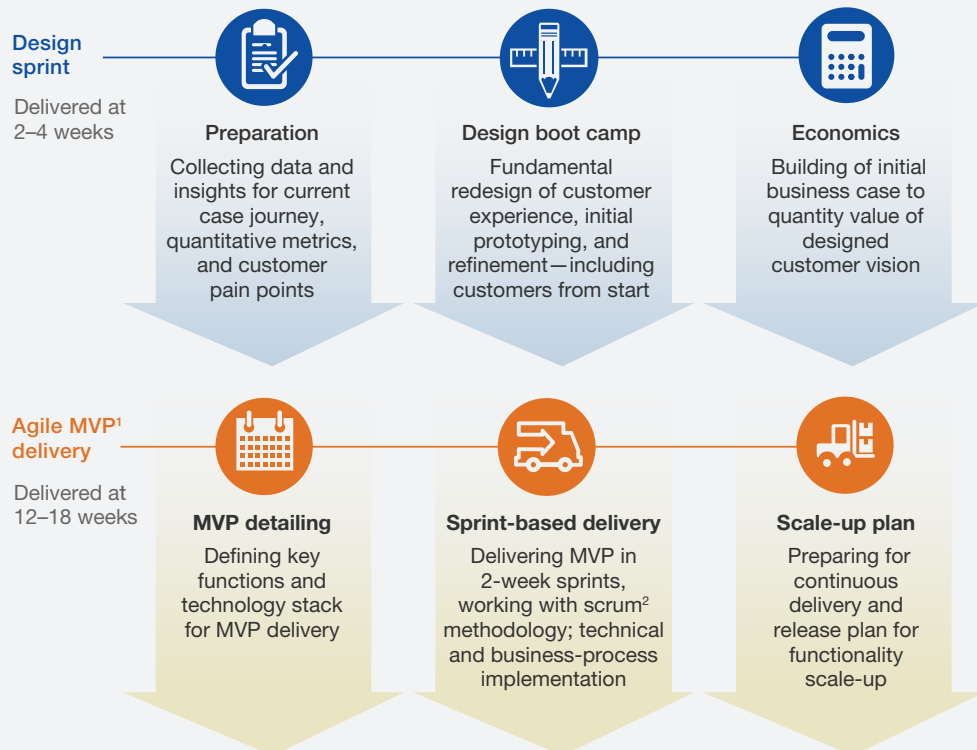 Design
sprint
Delivered at
2–4 weeks
Preparation
Collecting data and
insights for current
case journey,
quantitative metrics,
and customer
pain points
Design boot camp
Fundamental
redesign of customer
experience, initial
prototyping, and
refinement—including
customers from start
Economics
Building of initial
business case to
quantity value of
designed
customer vision
Agile MVP¹
delivery
Delivered at
12–18 weeks
MVP detailing
Defining key
functions and
technology stack
for MVP delivery
Sprint-based delivery
Delivering MVP in
2-week sprints,
working with scrum²
methodology; technical
and business-process
implementation
Scale-up plan
Preparing for
continuous
delivery and
release plan for
functionality
scale-up